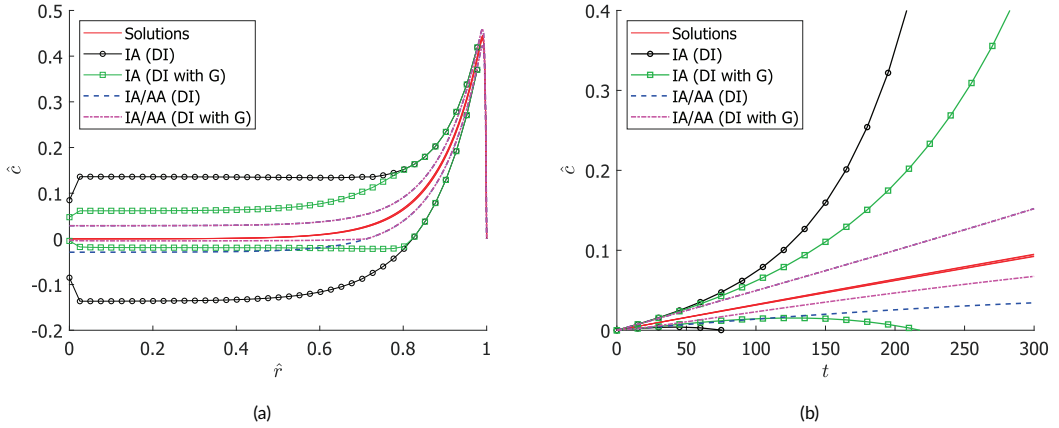 0.5
0.4
0.3
0.2
0.1
0
-0.1
-0.2
ĉ
Solutions
IA (DI)
IA (DI with G)
IA/AA (DI)
IA/AA (DI with G)
0 0.2 0.4 0.6 0.8 1
r̂
(a)
0.4
0.3
0.2
0.1
0
ĉ
Solutions
IA (DI)
IA (DI with G)
IA/AA (DI)
IA/AA (DI with G)
0 50 100 150 200 250 300
t
(b)